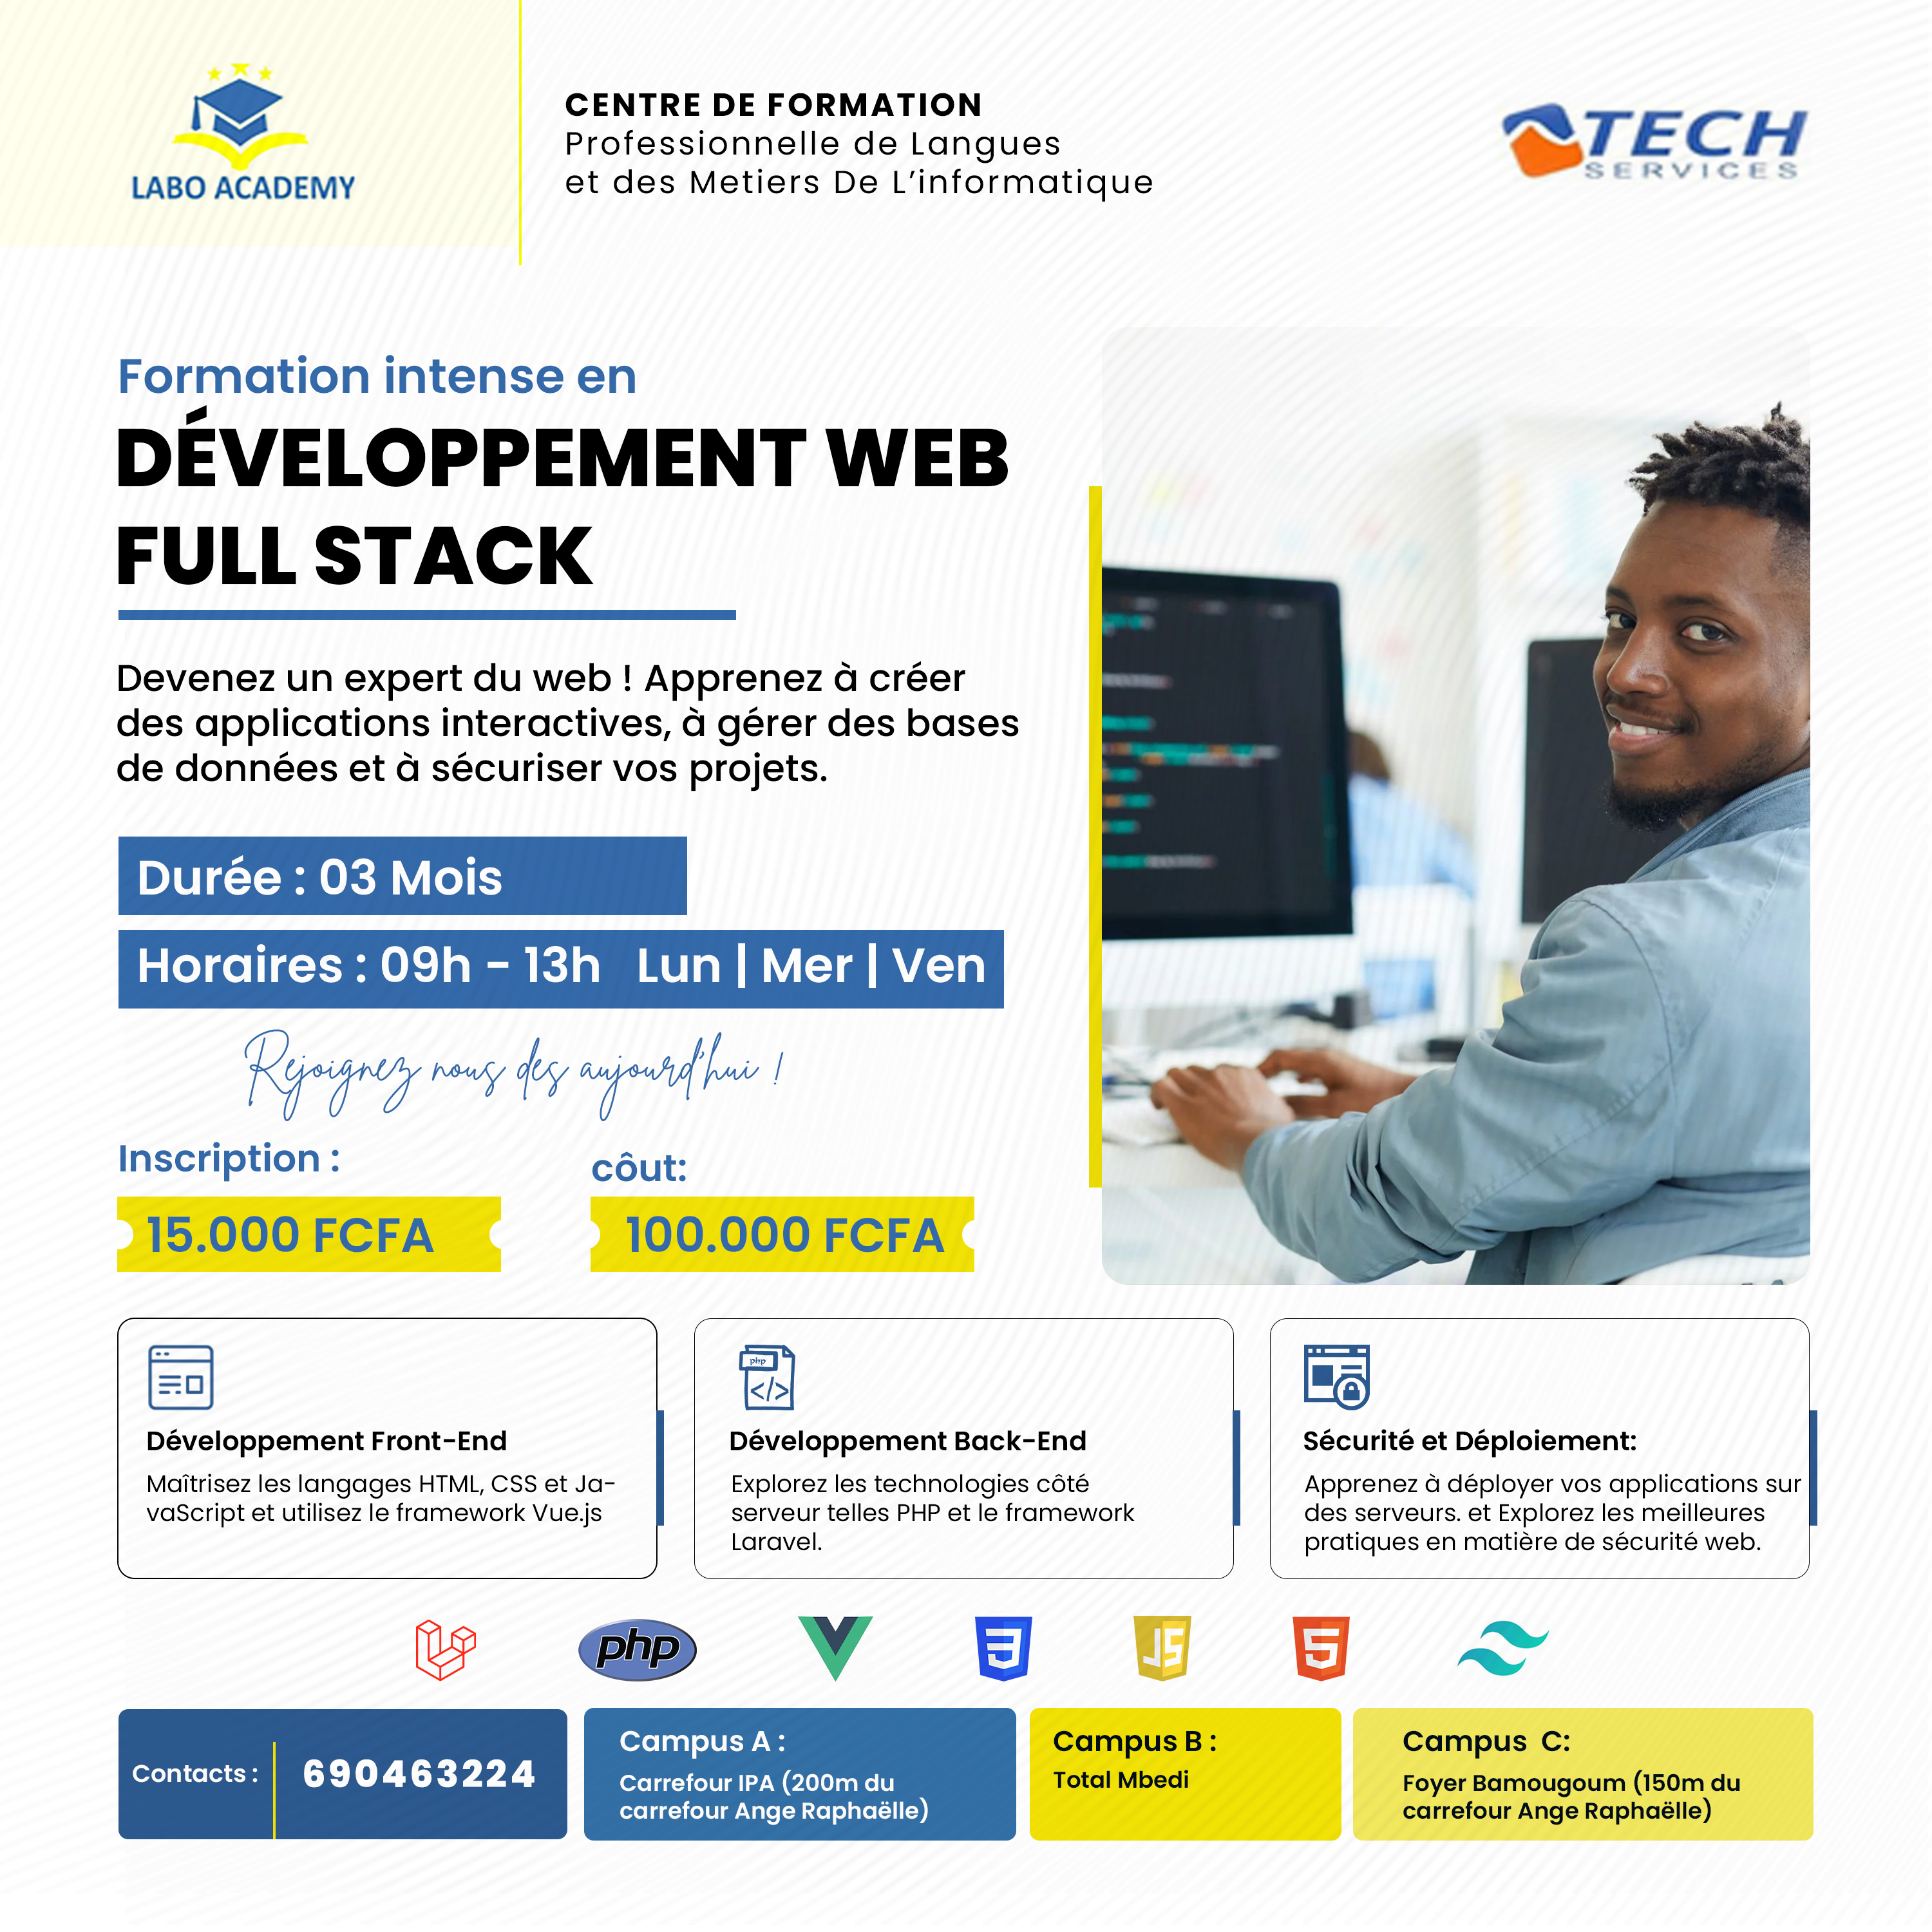 LABO ACADEMY
CENTRE DE FORMATION
Professionnelle de Langues
et des Metiers De L’informatique
TECH
SERVICES
Formation intense en
DÉVELOPPEMENT WEB
FULL STACK
Devenez un expert du web ! Apprenez à créer
des applications interactives, à gérer des bases
de données et à sécuriser vos projets.
Durée : 03 Mois
Horaires : 09h - 13h Lun | Mer | Ven
Rejoignez nous des aujourd'hui !
Inscription :
15.000 FCFA
côut:
100.000 FCFA
Développement Front-End
Maîtrisez les langages HTML, CSS et Ja-
vaScript et utilisez le framework Vue.js
php
</>
Développement Back-End
Explorez les technologies côté
serveur telles PHP et le framework
Laravel.
Sécurité et Déploiement:
Apprenez à déployer vos applications sur
des serveurs. et Explorez les meilleures
pratiques en matière de sécurité web.
php
3
JS
5
Contacts :
690463224
Campus A :
Carrefour IPA (200m du
carrefour Ange Raphaëlle)
Campus B :
Total Mbedi
Campus C:
Foyer Bamougoum (150m du
carrefour Ange Raphaëlle)